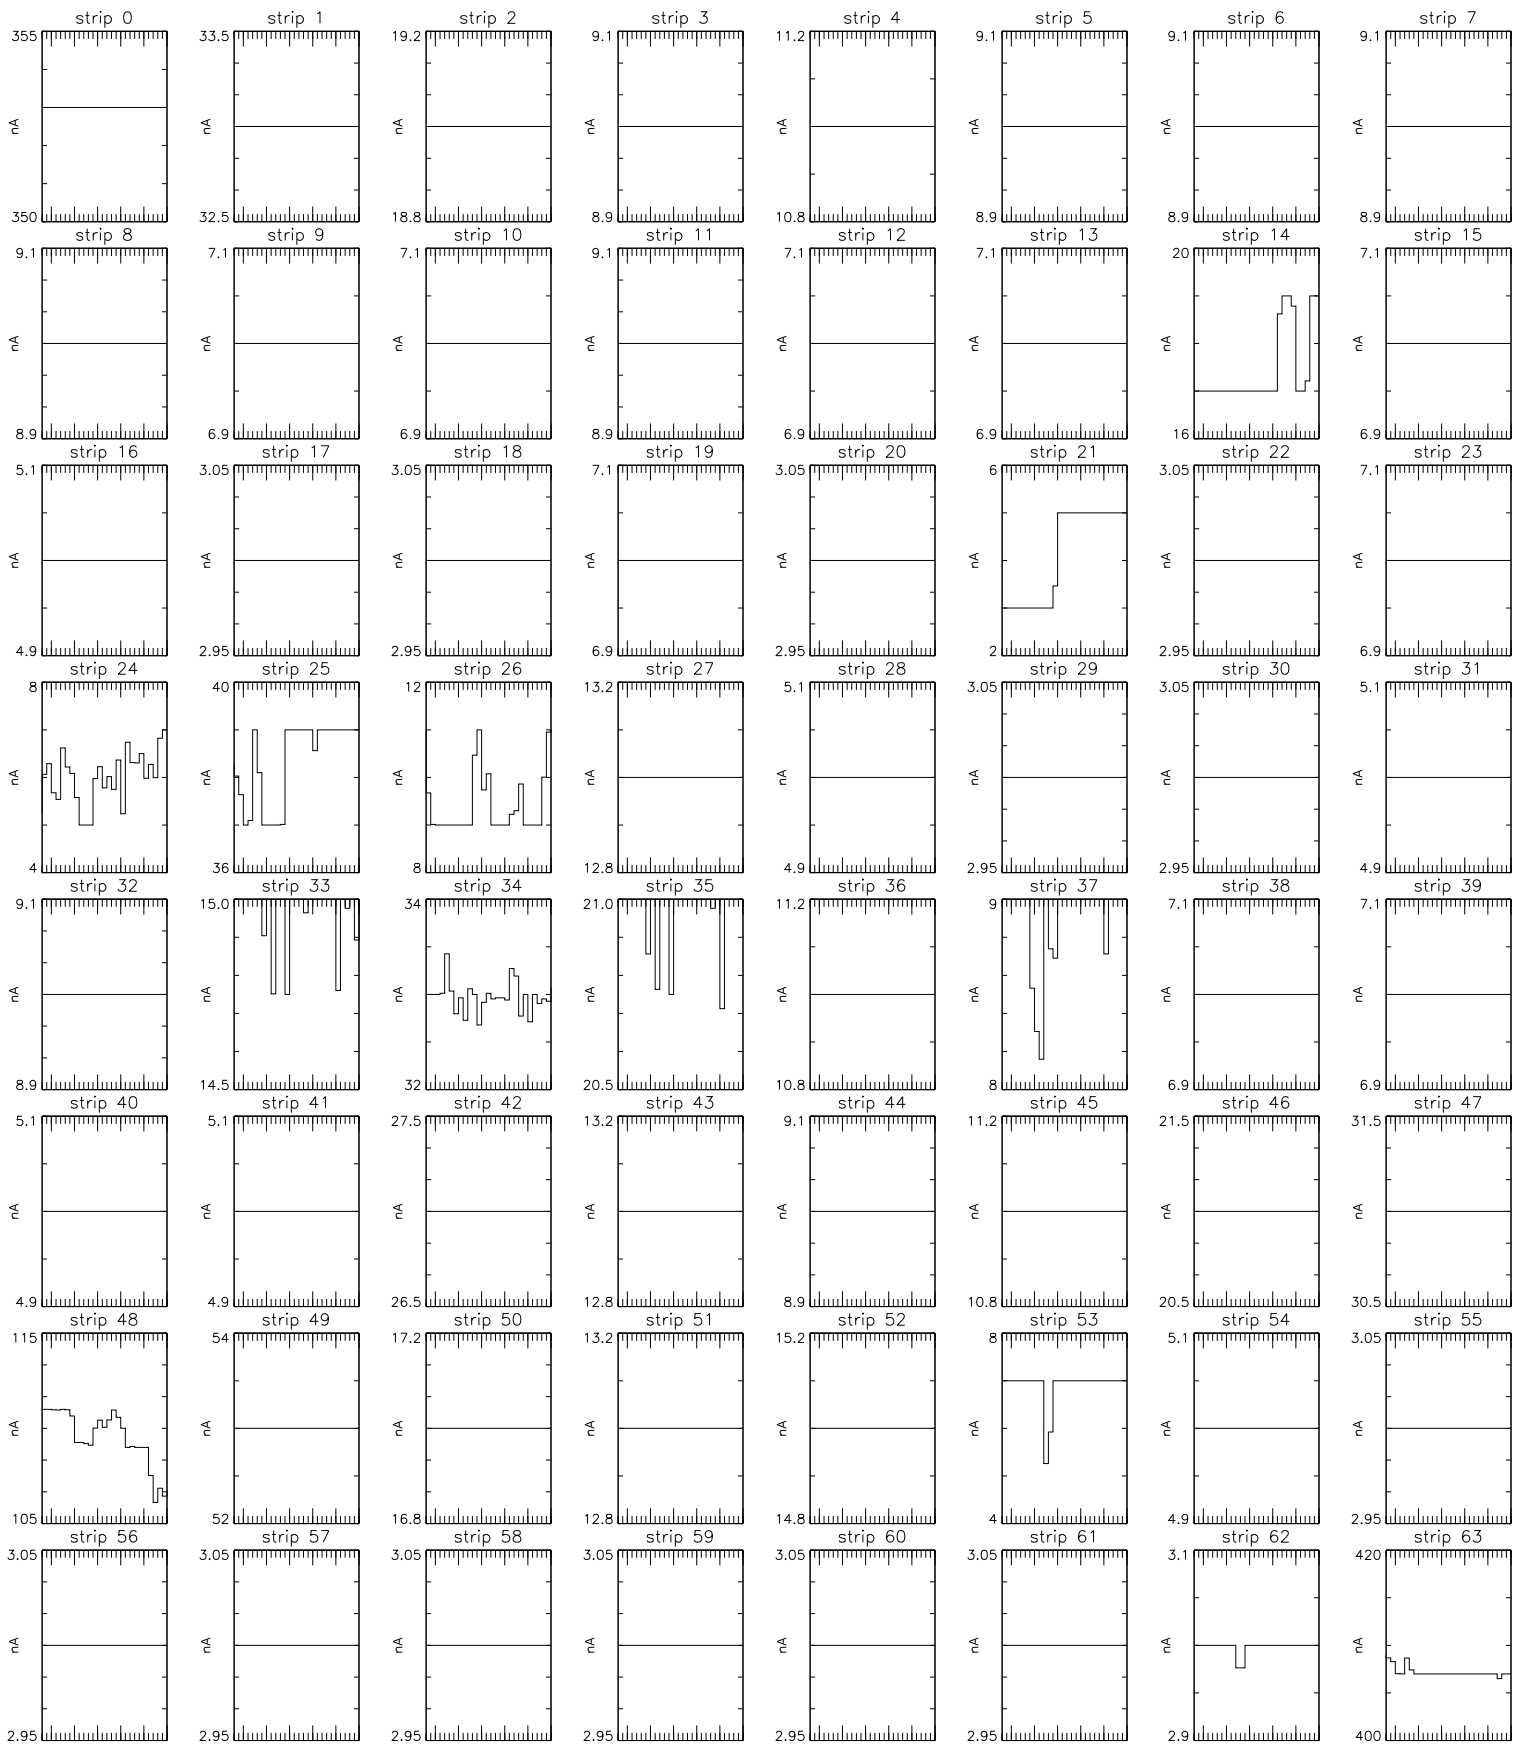 strip 0 strip 1 strip 2 strip 3 strip 4 strip 5 strip 6 strip 7
355 33.5 19.2 9.1 11.2 9.1 9.1 9.1
nA nA nA nA nA nA nA nA
350 32.5 18.8 8.9 10.8 8.9 8.9 8.9
strip 8 strip 9 strip 10 strip 11 strip 12 strip 13 strip 14 strip 15
9.1 7.1 7.1 9.1 7.1 7.1 20 7.1
nA nA nA nA nA nA nA nA
8.9 6.9 6.9 8.9 6.9 6.9 16 6.9
strip 16 strip 17 strip 18 strip 19 strip 20 strip 21 strip 22 strip 23
5.1 3.05 3.05 7.1 3.05 6 3.05 7.1
nA nA nA nA nA nA nA nA
4.9 2.95 2.95 6.9 2.95 2 2.95 6.9
strip 24 strip 25 strip 26 strip 27 strip 28 strip 29 strip 30 strip 31
8 40 12 13.2 5.1 3.05 3.05 5.1
nA nA nA nA nA nA nA nA
4 36 8 12.8 4.9 2.95 2.95 4.9
strip 32 strip 33 strip 34 strip 35 strip 36 strip 37 strip 38 strip 39
9.1 15.0 34 21.0 11.2 9 7.1 7.1
nA nA nA nA nA nA nA nA
8.9 14.5 32 20.5 10.8 8 6.9 6.9
strip 40 strip 41 strip 42 strip 43 strip 44 strip 45 strip 46 strip 47
5.1 5.1 27.5 13.2 9.1 11.2 21.5 31.5
nA nA nA nA nA nA nA nA
4.9 4.9 26.5 12.8 8.9 10.8 20.5 30.5
strip 48 strip 49 strip 50 strip 51 strip 52 strip 53 strip 54 strip 55
115 54 17.2 13.2 15.2 8 5.1 3.05
nA nA nA nA nA nA nA nA
105 52 16.8 12.8 14.8 4 4.9 2.95
strip 56 strip 57 strip 58 strip 59 strip 60 strip 61 strip 62 strip 63
3.05 3.05 3.05 3.05 3.05 3.05 3.1 420
nA nA nA nA nA nA nA nA
2.95 2.95 2.95 2.95 2.95 2.95 2.9 400